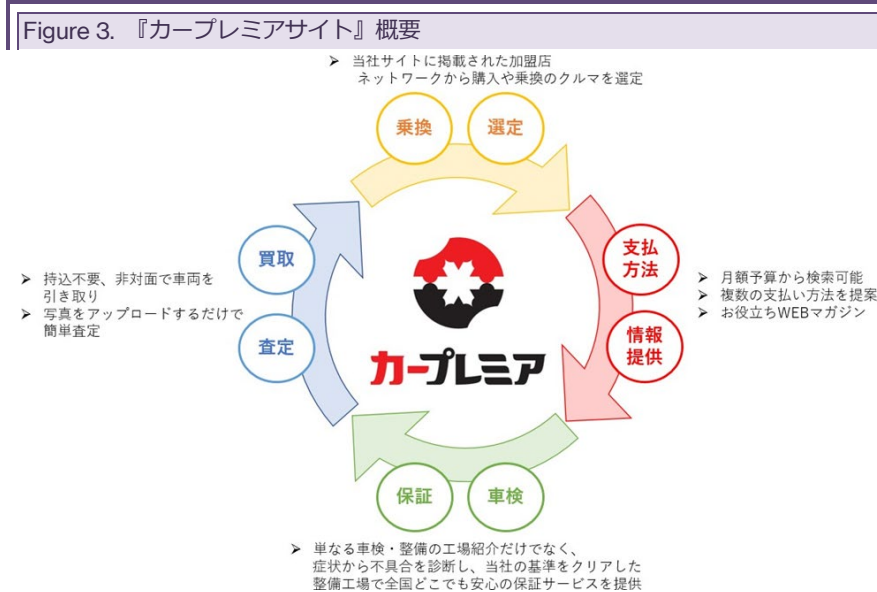 Figure 3. 『カープレミアサイト』概要
➢ 当社サイトに掲載された加盟店
ネットワークから購入や乗換のクルマを選定
乗換
選定
買取
査定
➢ 持込不要、非対面で車両を
引き取り
➢ 写真をアップロードするだけで
簡単査定
カープレミア
支払
方法
情報
提供
➢ 月額予算から検索可能
➢ 複数の支払い方法を提案
➢ お役立ちWEBマガジン
保証
車検
➢ 単なる車検・整備の工場紹介だけでなく、
症状から不具合を診断し、当社の基準をクリアした
整備工場で全国どこでも安心の保証サービスを提供